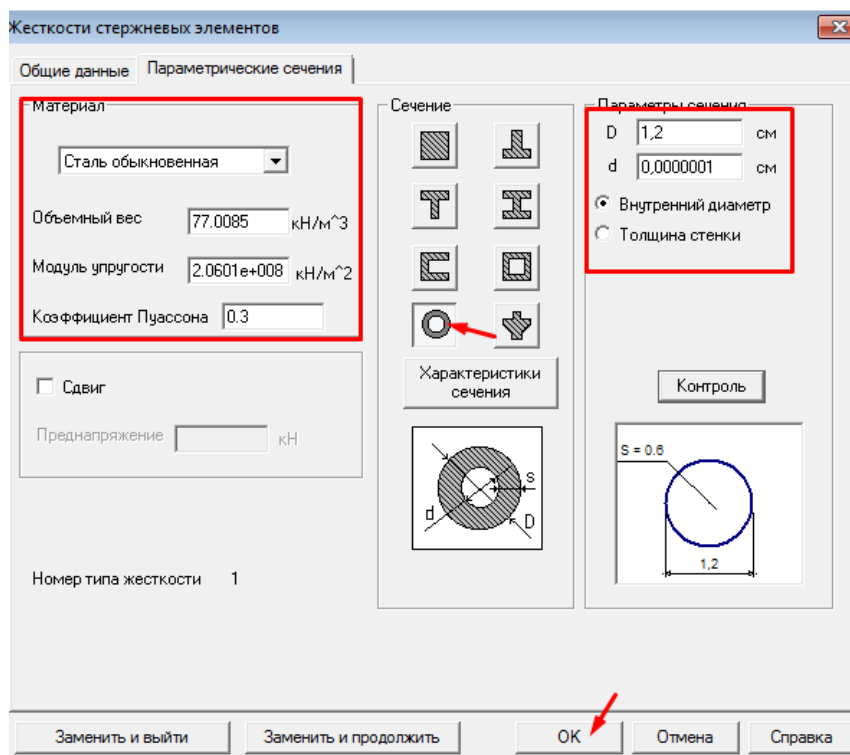 Жесткости стержневых элементов
Общие данные
Параметрические сечения
Материал
Сталь обыкновенная
Объемный вес 77.0085 кН/м^3
Модуль упругости 2.0601e+008 кН/м^2
Коэффициент Пуассона 0.3
Сдвиг
Преднапряжение кН
Номер типа жесткости 1
Сечение
Характеристики
сечения
d
s
D
Параметры сечения
D 1,2 см
d 0,0000001 см
Внутренний диаметр
Толщина стенки
Контроль
S = 0.6
1,2
Заменить и выйти
Заменить и продолжить
OK
Отмена
Справка